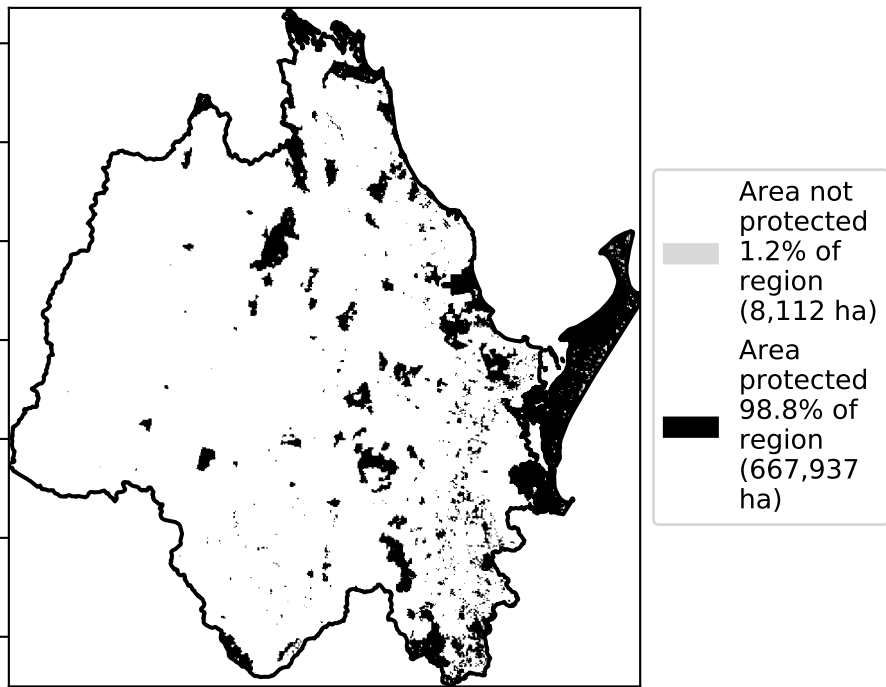 Area not
protected
1.2% of
region
(8,112 ha)
Area
protected
98.8% of
region
(667,937
ha)